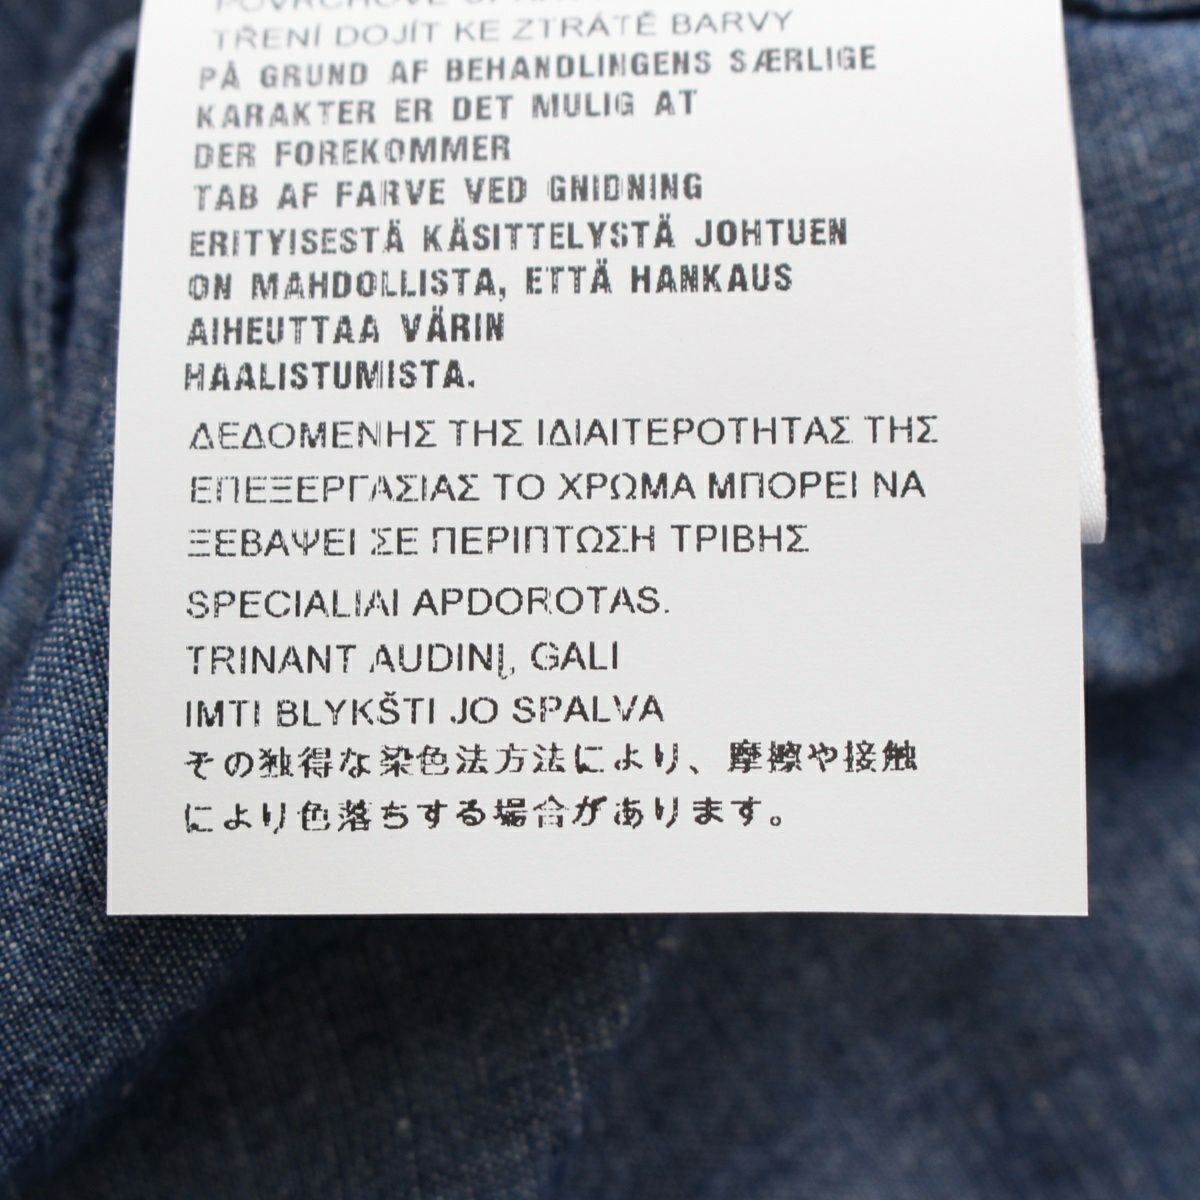 TŘENÍ DOJÍT KE ZTRÁTĚ BARVY
PÅ GRUND AF BEHANDLINGENS SÆRLIGE
KARAKTER ER DET MULIG AT
DER FOREKOMMER
TAB AF FARVE VED GNIDNING
ERITYISESTÄ KÄSITTELYSTÄ JOHTUEN
ON MAHDOLLISTA, ETTÄ HANKAUS
AIHEUTTAA VÄRIN
HAALISTUMISTA.
ΔΕΔΟΜΕΝΗΣ ΤΗΣ ΙΔΙΑΙΤΕΡΟΤΗΤΑΣ ΤΗΣ
ΕΠΕΞΕΡΓΑΣΙΑΣ ΤΟ ΧΡΩΜΑ ΜΠΟΡΕΙ ΝΑ
ΞΕΒΑΨΕΙ ΣΕ ΠΕΡΙΠΤΩΣΗ ΤΡΙΒΗΣ
SPECIALIAI APDOROTAS.
TRINANT AUDINĮ, GALI
IMTI BLYKŠTI JO SPALVA
その独得な染色法方法により、摩擦や接触
により色落ちする場合があります。